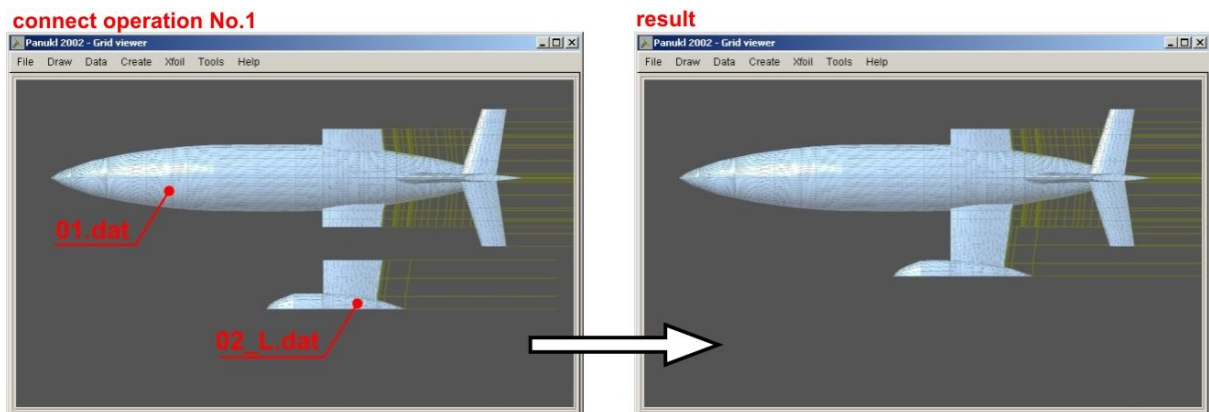 connect operation No.1
Panukl 2002 - Grid viewer
File Draw Data Create Xfoil Tools Help
01.dat
02_L.dat
result
Panukl 2002 - Grid viewer
File Draw Data Create Xfoil Tools Help